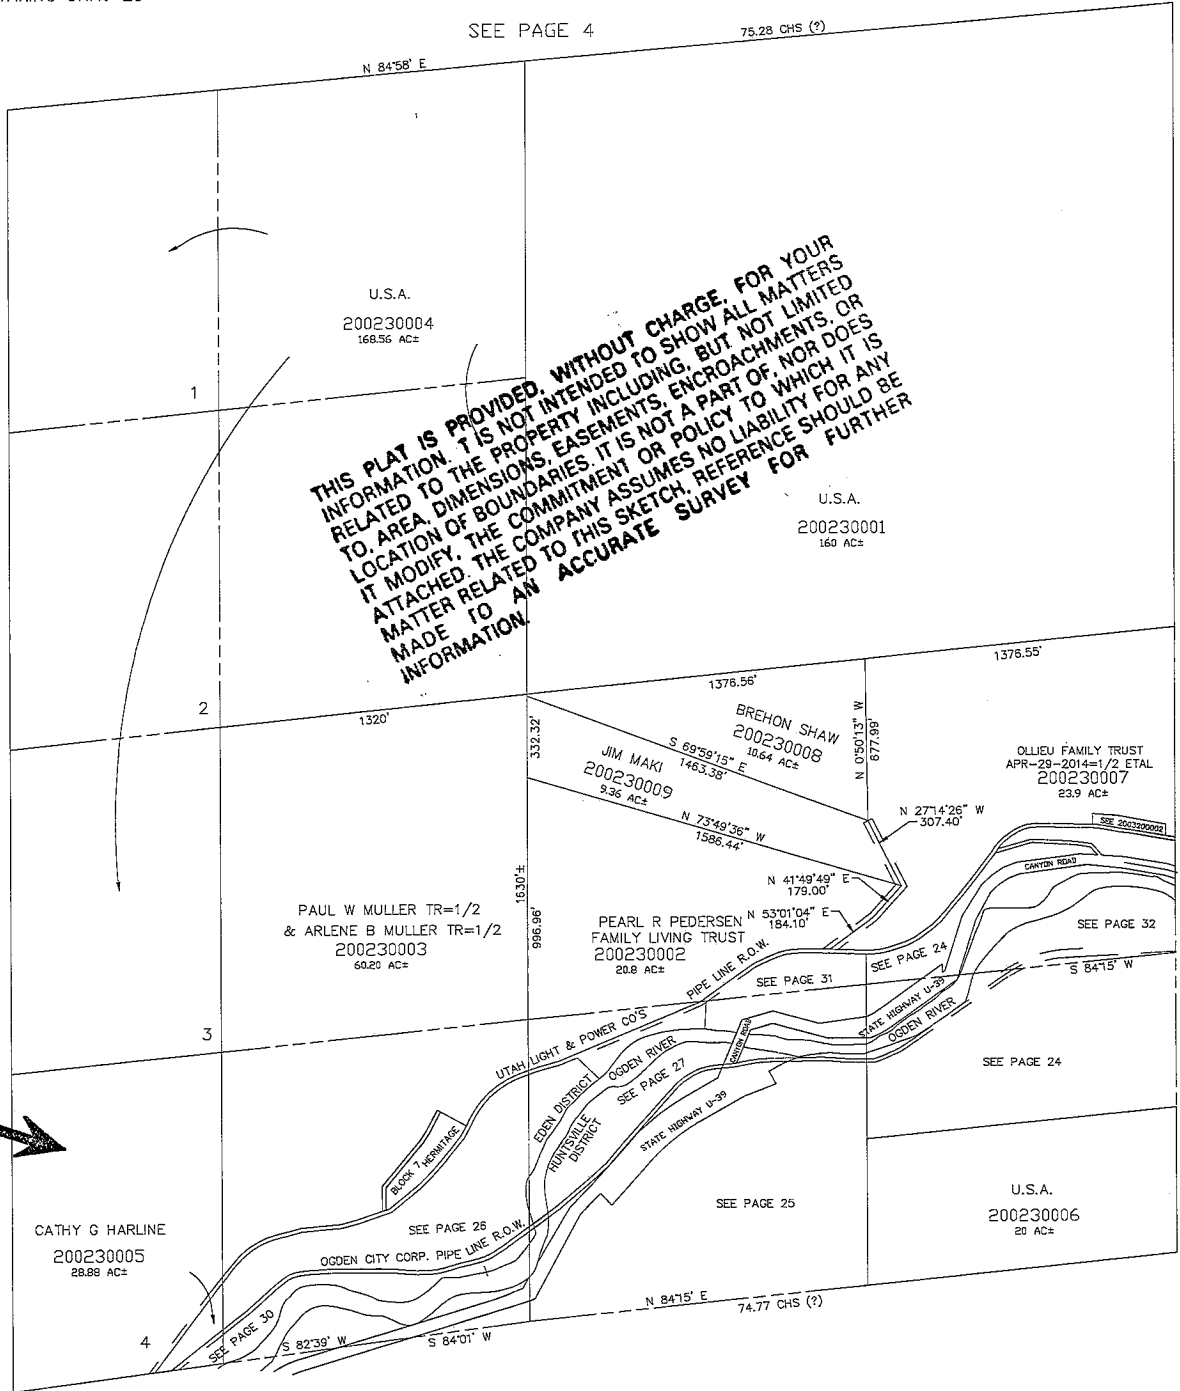 SEE PAGE 4
75.28 CHS (?)
N 84°58' E
U.S.A.
200230004
168.56 AC±
1
THIS PLAT IS PROVIDED, WITHOUT CHARGE, FOR YOUR
INFORMATION. T IS NOT INTENDED TO SHOW ALL MATTERS
RELATED TO THE PROPERTY INCLUDING, BUT NOT LIMITED
TO, AREA, DIMENSIONS, EASEMENTS, ENCROACHMENTS, OR
LOCATION OF BOUNDARIES. IT IS NOT A PART OF, NOR DOES
IT MODIFY, THE COMMITMENT OR POLICY TO WHICH IT IS
ATTACHED. THE COMPANY ASSUMES NO LIABILITY FOR ANY
MATTER RELATED TO THIS SKETCH, REFERENCE SHOULD BE
MADE TO AN ACCURATE SURVEY FOR FURTHER
INFORMATION.
U.S.A.
200230001
160 AC±
2
1320'
1376.56'
1376.55'
332.32'
BREHON SHAW
200230008
10.64 AC±
S 69°59'15" E
1463.38'
JIM MAKI
200230009
9.36 AC±
N 73°49'36" W
1586.44'
N 0°50'13" W
877.99'
OLLIEU FAMILY TRUST
APR-29-2014=1/2 ETAL
200230007
23.9 AC±
N 27°14'26" W
307.40'
SEE 2003200002
CANYON ROAD
N 41°49'49" E
179.00'
N 53°01'04" E
184.10'
1630'±
996.96'
PAUL W MULLER TR=1/2
& ARLENE B MULLER TR=1/2
200230003
60.20 AC±
PEARL R PEDERSEN
FAMILY LIVING TRUST
200230002
20.8 AC±
SEE PAGE 32
SEE PAGE 24
SEE PAGE 31
S 84°15' W
3
UTAH LIGHT & POWER CO'S PIPE LINE R.O.W.
STATE HIGHWAY U-39
OGDEN RIVER
CANYON ROAD
OGDEN RIVER
EDEN DISTRICT
SEE PAGE 27
HUNTSVILLE
DISTRICT
SEE PAGE 24
STATE HIGHWAY U-39
BLOCK 7 HERMITAGE
SEE PAGE 25
U.S.A.
200230006
20 AC±
CATHY G HARLINE
200230005
28.88 AC±
SEE PAGE 26
OGDEN CITY CORP. PIPE LINE R.O.W.
4
SEE PAGE 30
S 82°39' W
S 84°01' W
N 84°15' E
74.77 CHS (?)